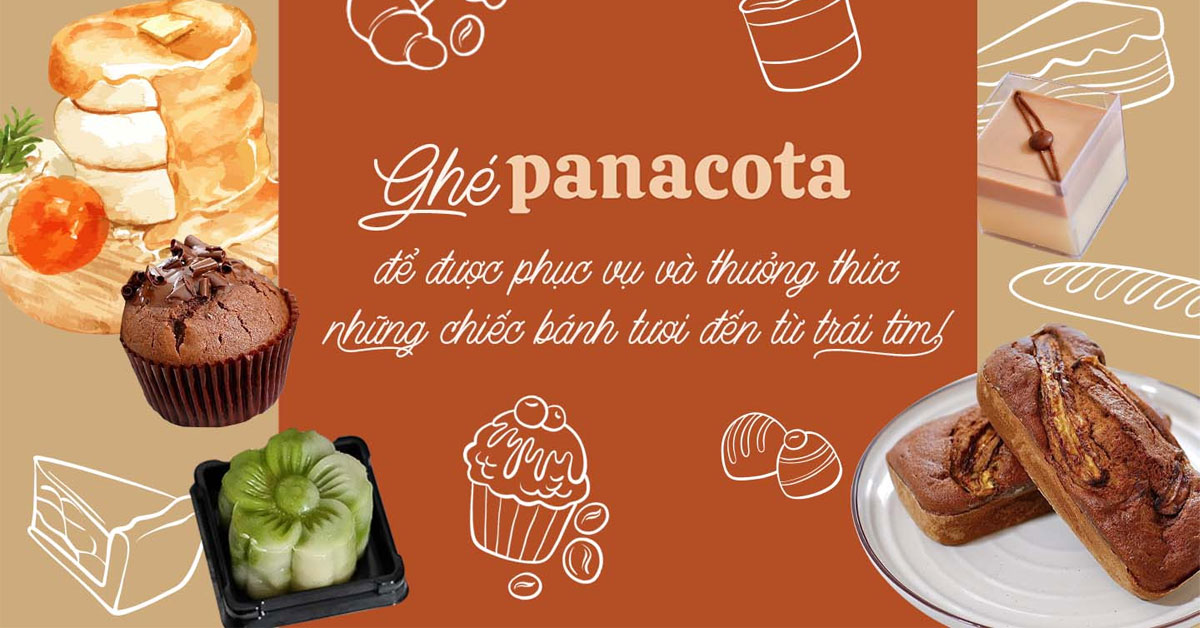 Ghé panacota
để được phục vụ và thưởng thức
những chiếc bánh tươi đến từ trái tim!